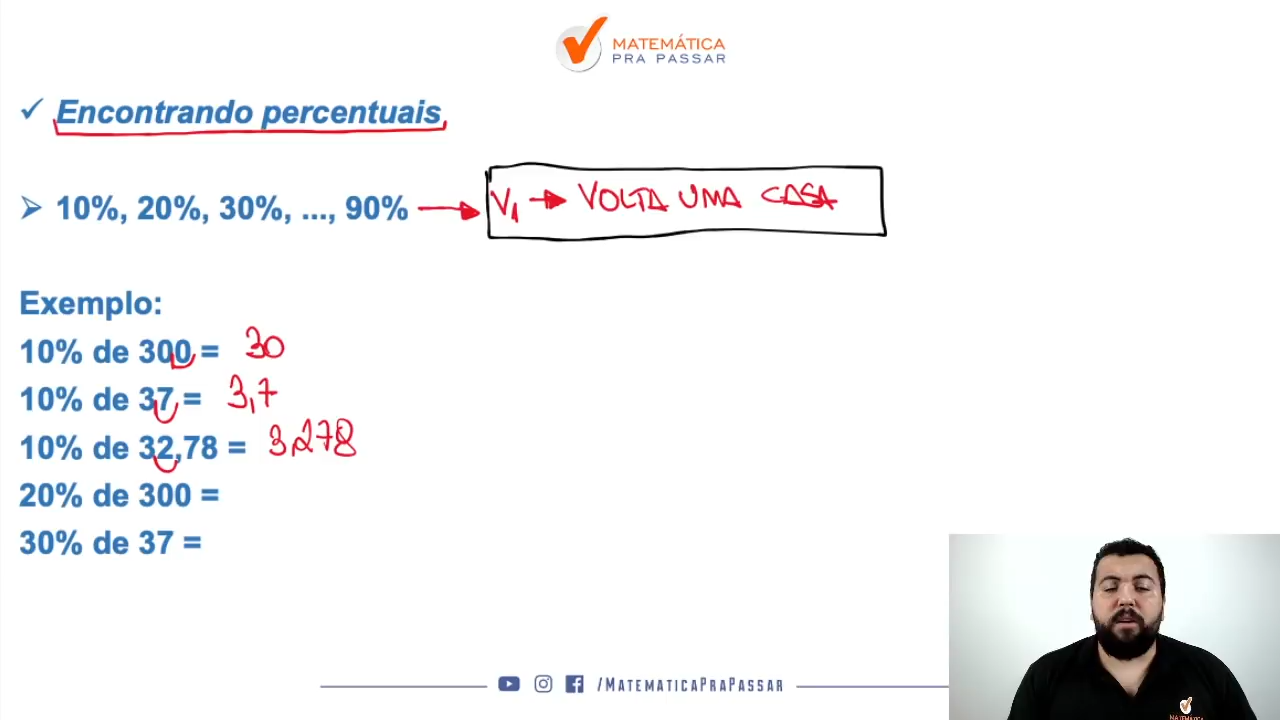 MATEMÁTICA
PRA PASSAR
✓ Encontrando percentuais
➢ 10%, 20%, 30%, ..., 90% → V1 → VOLTA UMA CASA
Exemplo:
10% de 300 = 30
10% de 37 = 3,7
10% de 32,78 = 3,278
20% de 300 =
30% de 37 =
/MATEMATICAPRAPASSAR
MATEMÁTICA